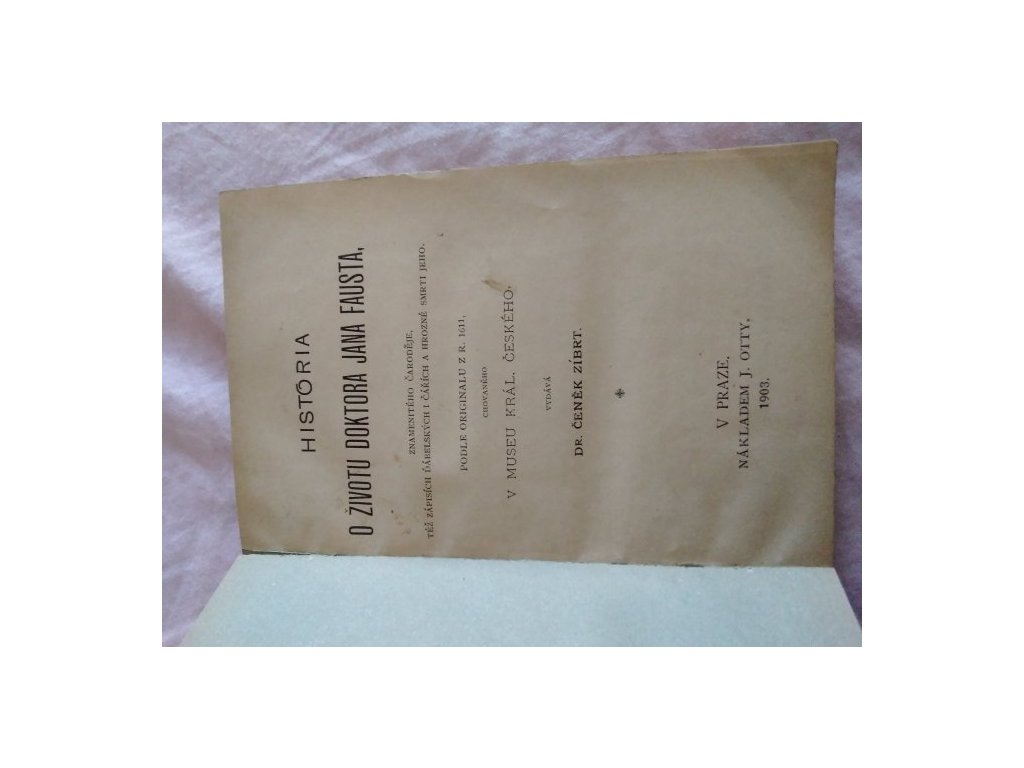 HISTORIA
O ŽIVOTU DOKTORA JANA FAUSTA,
ZNAMENITÉHO ČARODĚJE,
TÉŽ ZÁPISÍCH ĎÁBELSKÝCH I ČÁŘÍCH A HROZNÉ SMRTI JEHO.
PODLE ORIGINALU Z R. 1611,
CHOVANÉHO
V MUSEU KRÁL. ČESKÉHO,
VYDÁVÁ
DR. ČENĚK ZÍBRT.
V PRAZE.
NÁKLADEM J. OTTY,
1903.